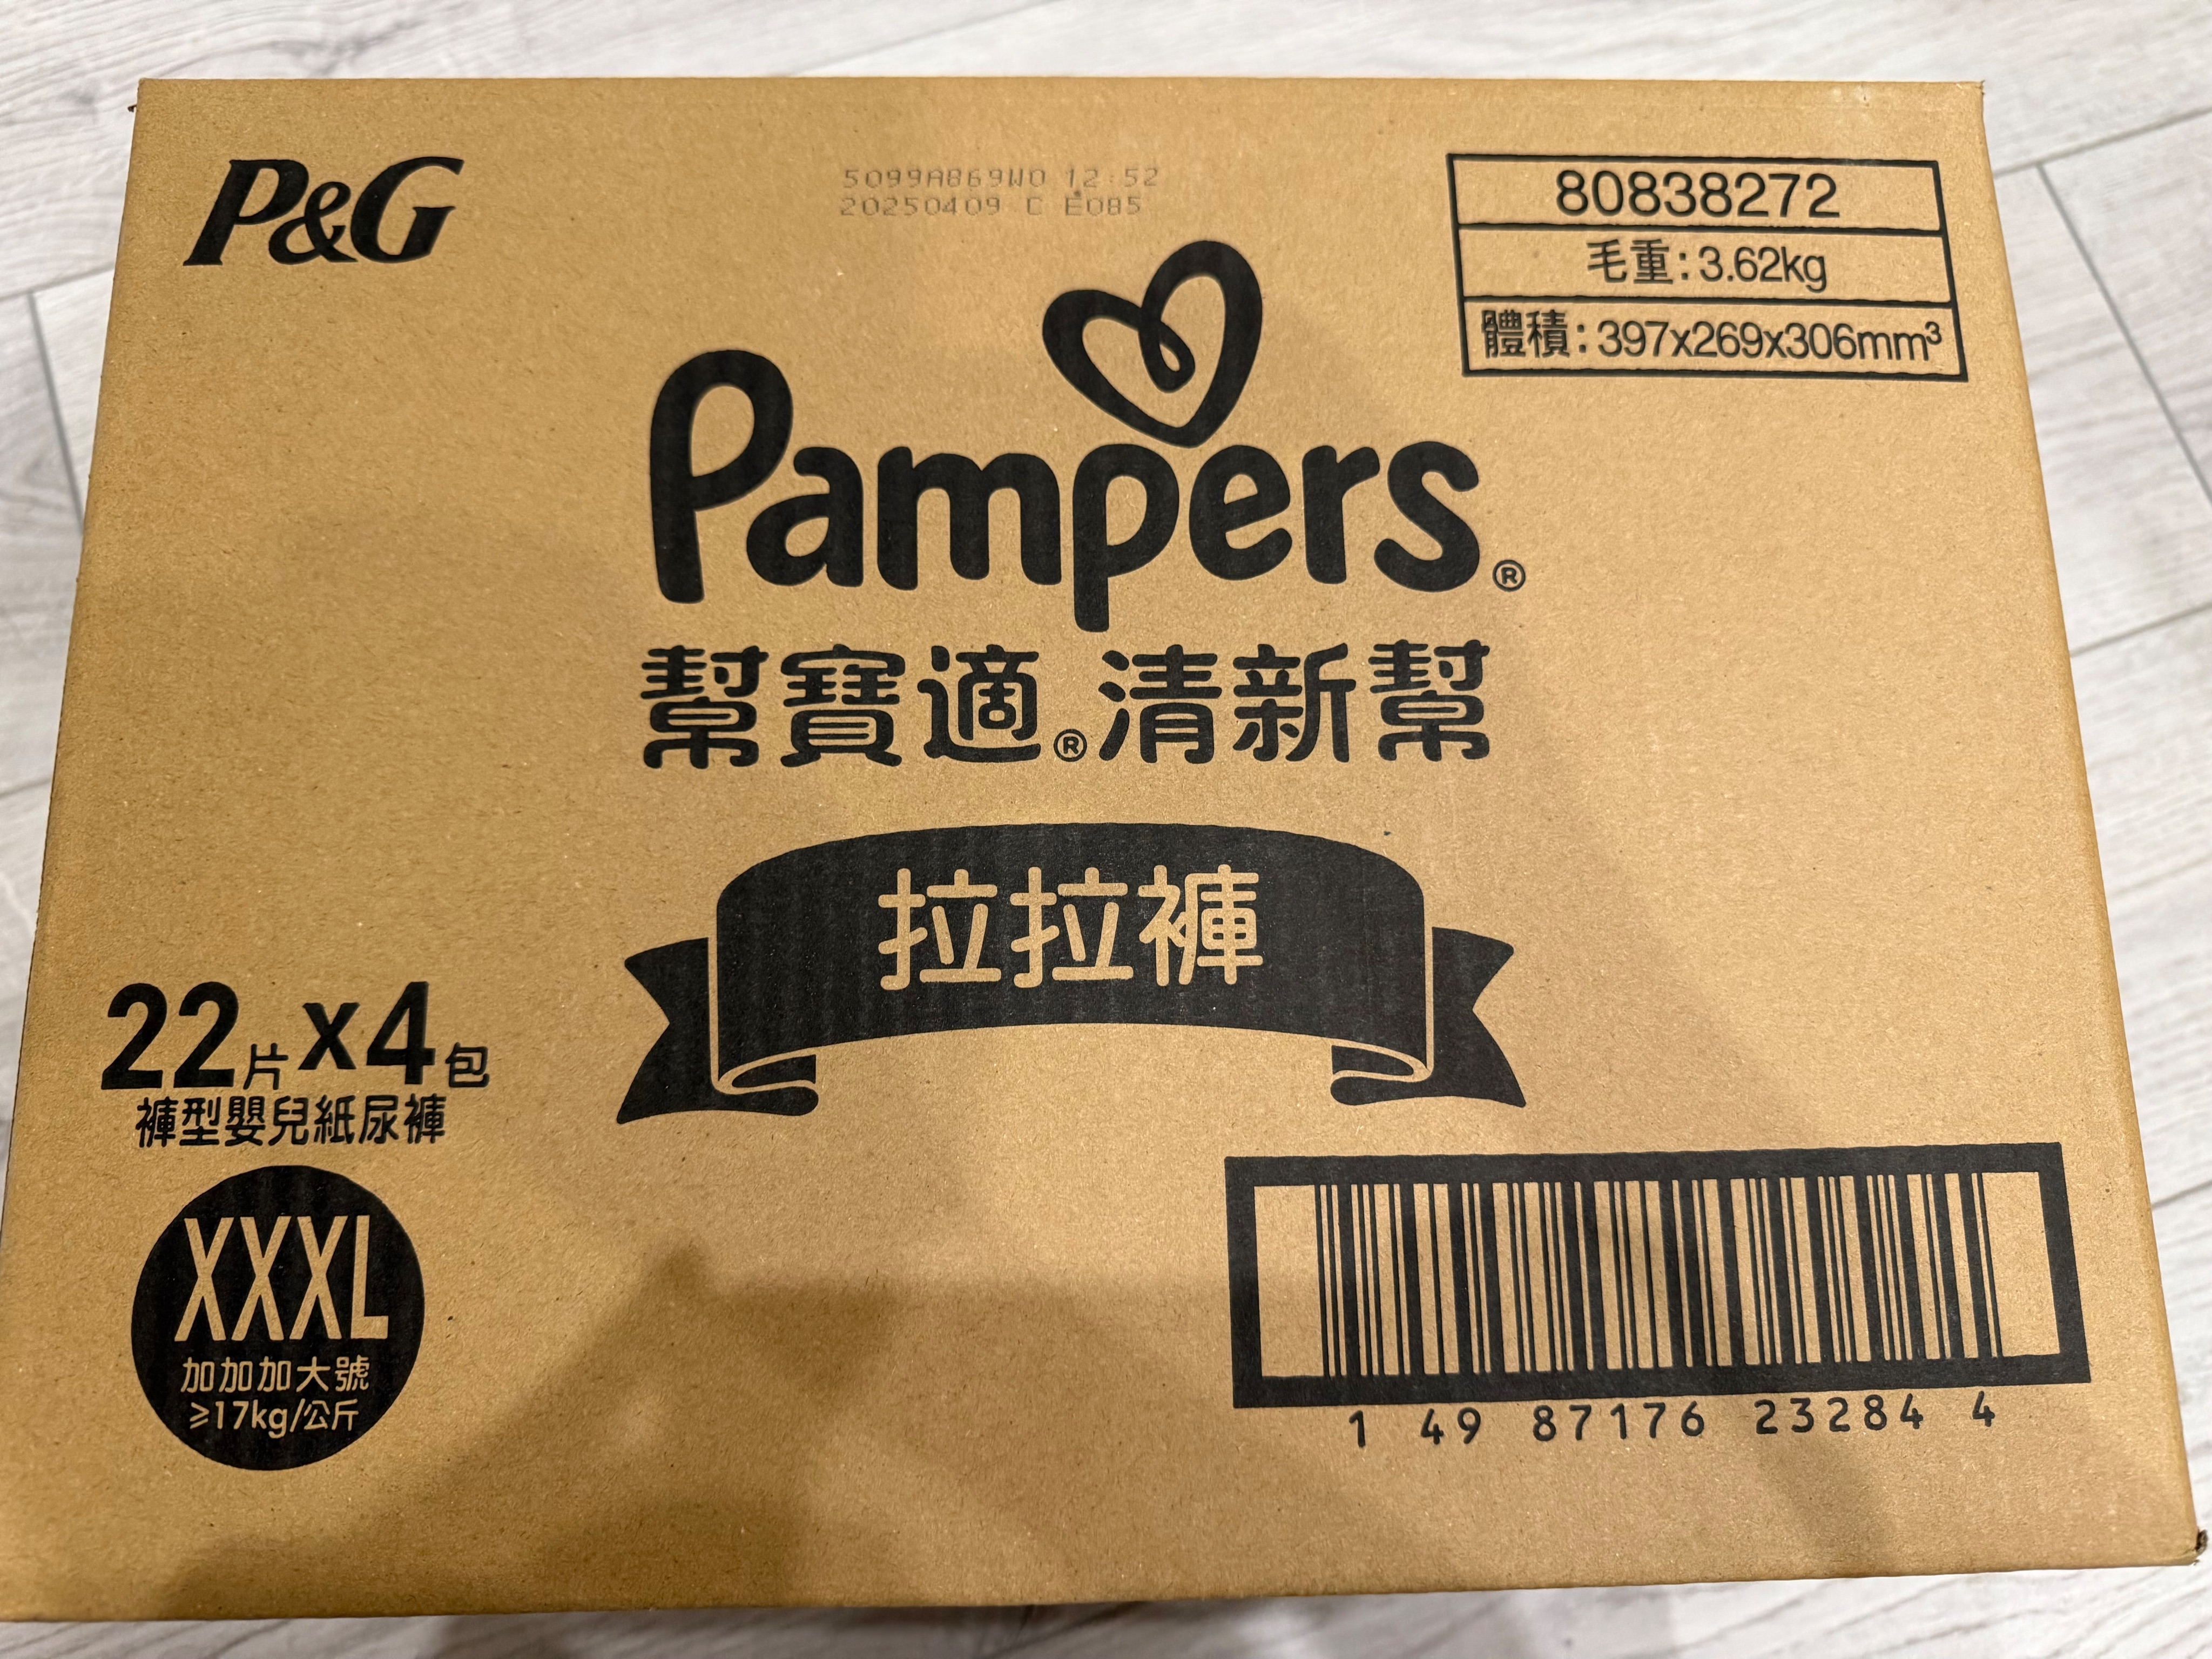 P&G
5099A869W0 12:52
20250409 C E085
80838272
毛重：3.62kg
體積：397x269x306mm³
Pampers®
幫寶適®清新幫
拉拉褲
22片x4包
褲型嬰兒紙尿褲
XXXL
加加加大號
≥17kg/公斤
1 49 87176 23284 4